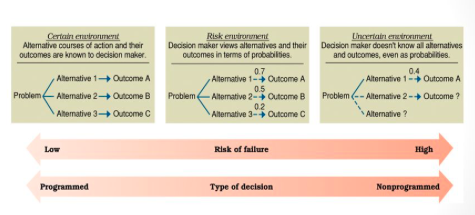 Certain environment
Alternative courses of action and their
outcomes are known to decision maker.
Alternative 1 Outcome A
Problem Alternative 2 Outcome B
Alternative 3 Outcome C
Risk environment
Decision maker views alternatives and their
outcomes in terms of probabilities.
0.7
Alternative 1 Outcome A
0.5
Problem Alternative 2 Outcome B
0.2
Alternative 3 Outcome C
Uncertain environment
Decision maker doesn't know all alternatives
and outcomes, even as probabilities.
0.4
Alternative 1 Outcome A
Problem Alternative 2 Outcome ?
Alternative ?
Low Risk of failure High
Programmed Type of decision Nonprogrammed